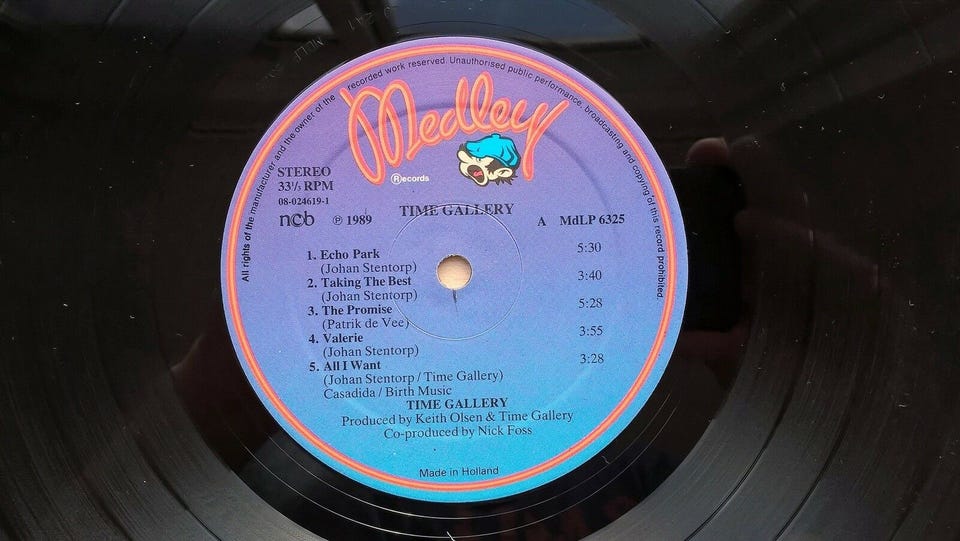 All rights of the manufacturer and the owner of the recorded work reserved. Unauthorised public performance, broadcasting and copying of this record prohibited.
Medley
Records
STEREO
33⅓ RPM
08-024619-1
ncb ℗ 1989 TIME GALLERY A MdLP 6325
1. Echo Park 5:30
(Johan Stentorp)
2. Taking The Best 3:40
(Johan Stentorp)
3. The Promise 5:28
(Patrik de Vee)
4. Valerie 3:55
(Johan Stentorp)
5. All I Want 3:28
(Johan Stentorp / Time Gallery)
Casadida / Birth Music
TIME GALLERY
Produced by Keith Olsen & Time Gallery
Co-produced by Nick Foss
Made in Holland